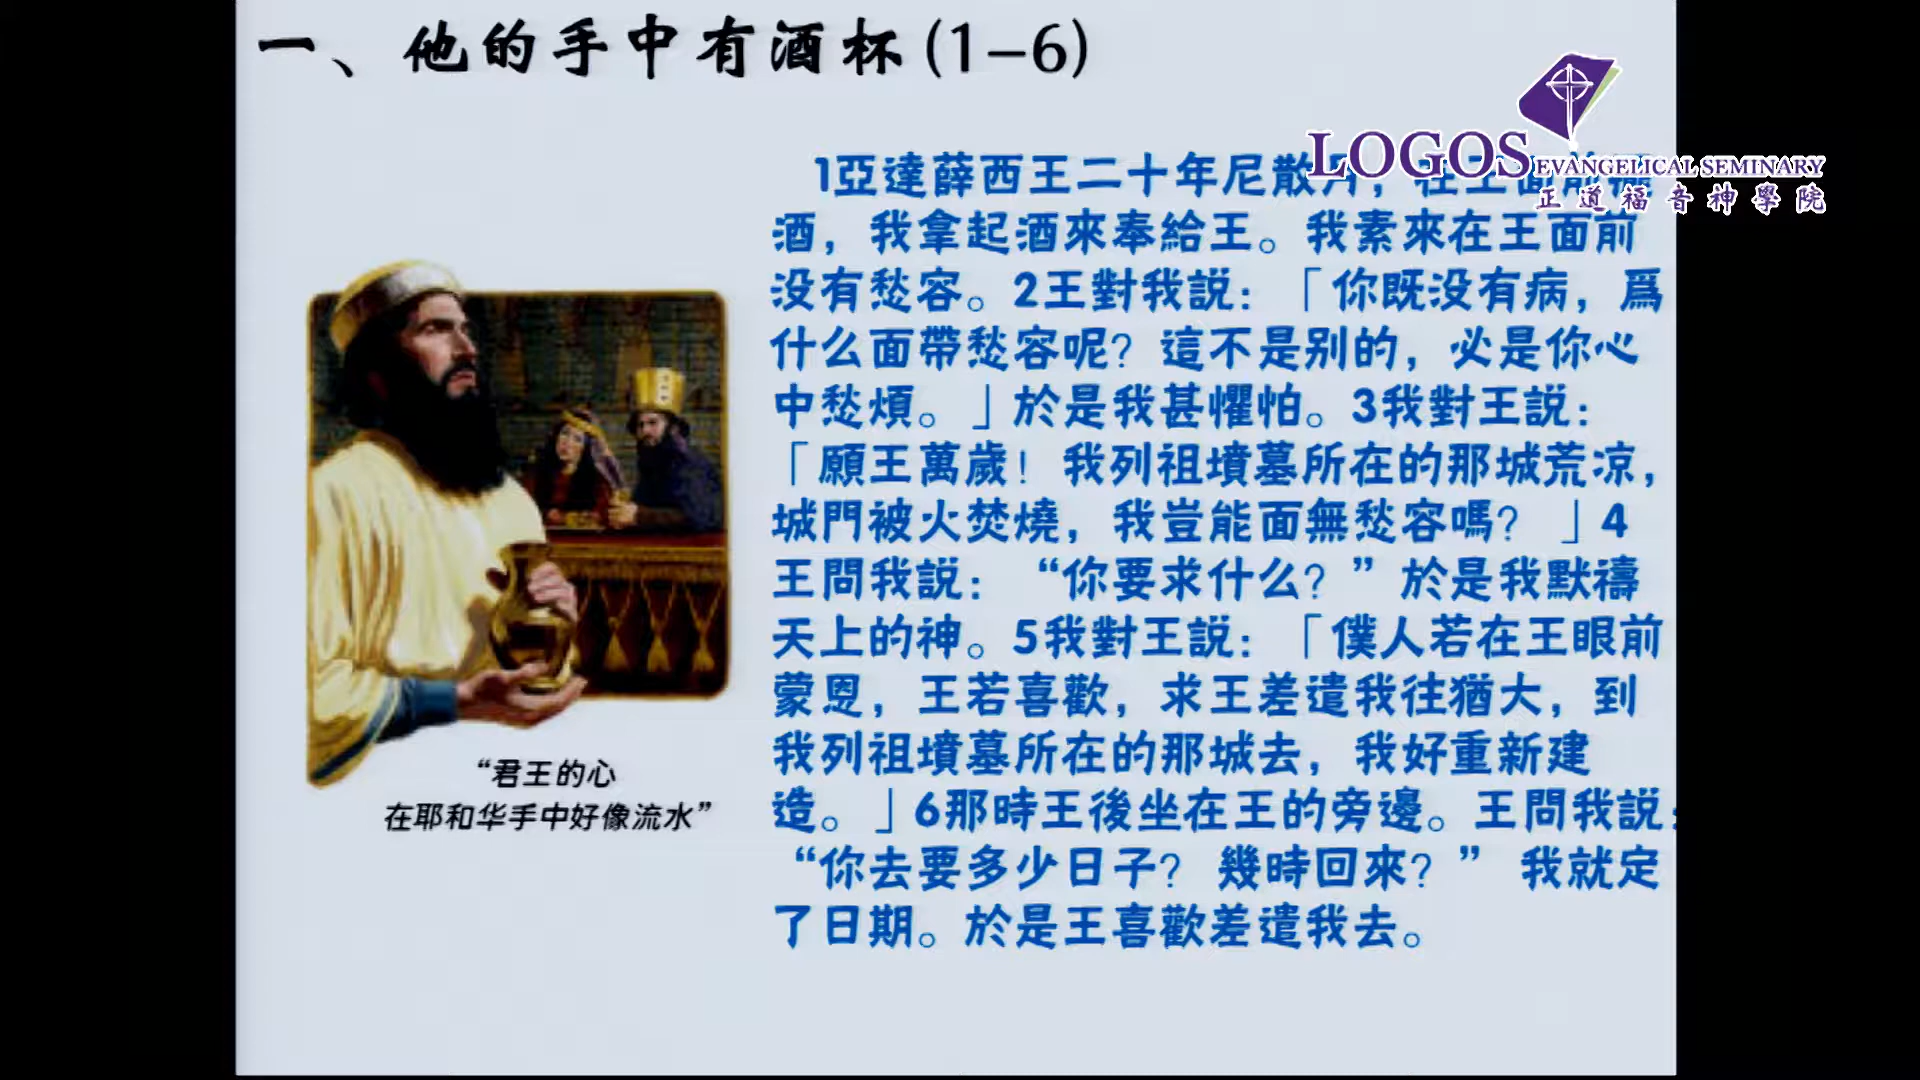 一、他的手中有酒杯(1-6)
LOGOS EVANGELICAL SEMINARY
正道福音神學院
1亞達薛西王二十年尼散月,在王面前
酒,我拿起酒來奉給王。我素來在王面前
没有愁容。2王對我説:「你既没有病,爲
什么面帶愁容呢?這不是别的,必是你心
中愁煩。」於是我甚懼怕。3我對王説:
「願王萬歲!我列祖墳墓所在的那城荒凉,
城門被火焚燒,我豈能面無愁容嗎?」4
王問我説:“你要求什么?”於是我默禱
天上的神。5我對王説:「僕人若在王眼前
蒙恩,王若喜歡,求王差遣我往猶大,到
我列祖墳墓所在的那城去,我好重新建
造。」6那時王後坐在王的旁邊。王問我説:
“你去要多少日子?幾時回來?”我就定
了日期。於是王喜歡差遣我去。
“君王的心
在耶和华手中好像流水”